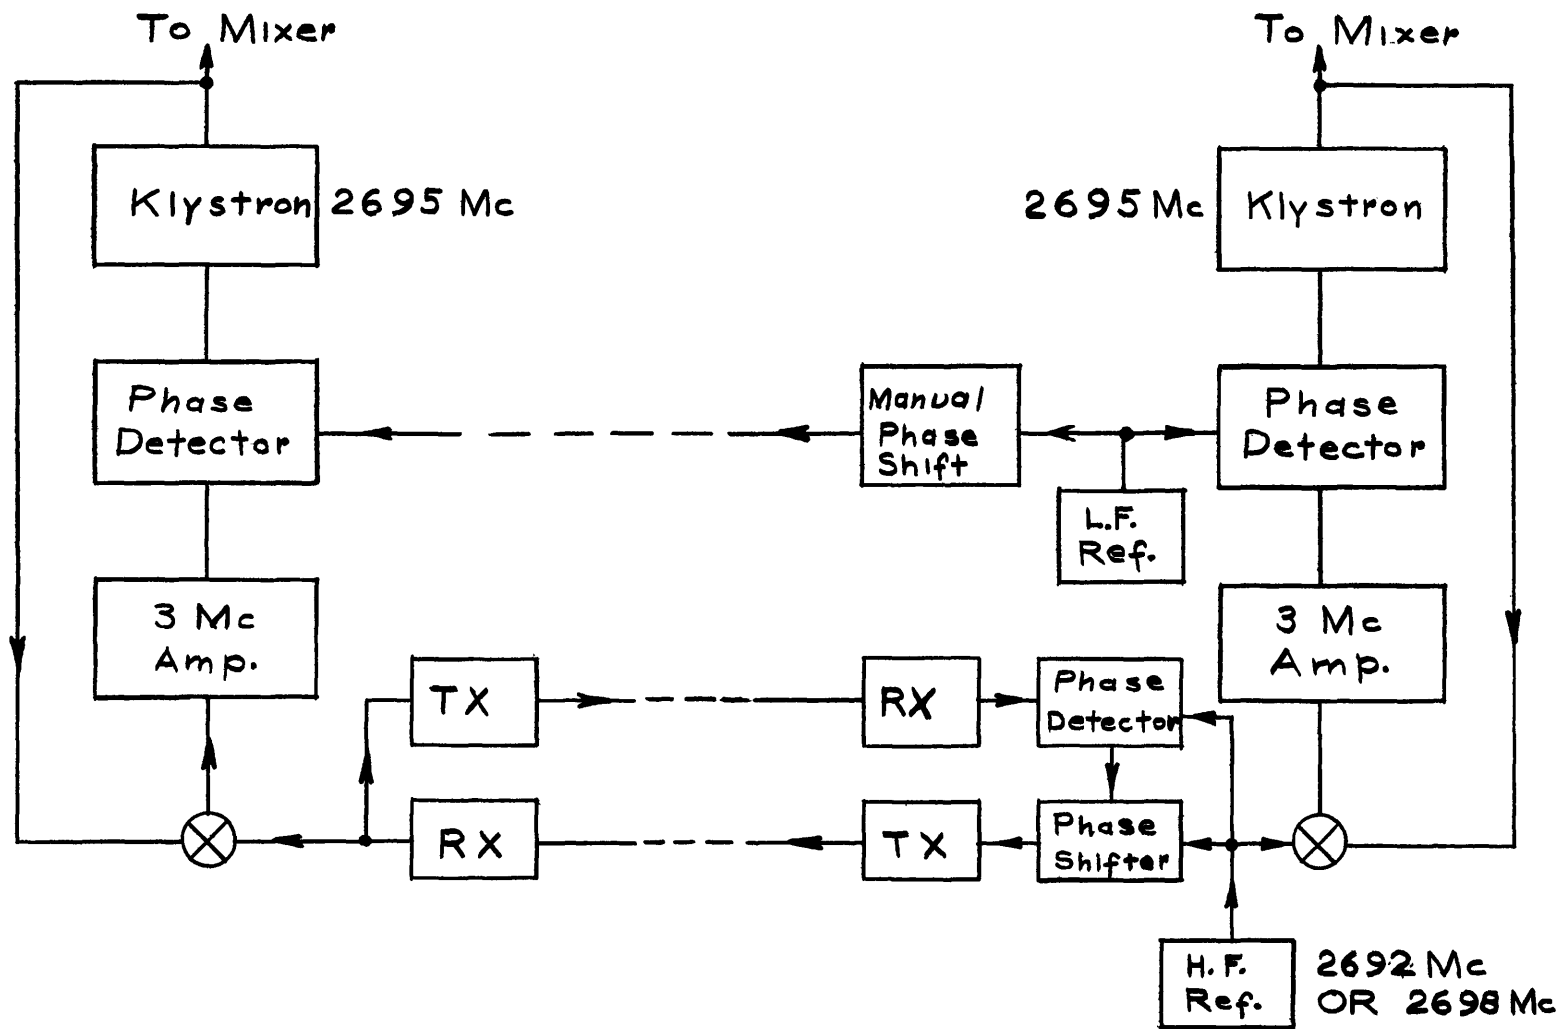 To Mixer
To Mixer
Klystron
2695 Mc
2695 Mc
Klystron
Phase
Detector
Manual
Phase
Shift
Phase
Detector
L.F.
Ref.
3 Mc
Amp.
3 Mc
Amp.
TX
RX
Phase
Detector
RX
TX
Phase
Shifter
H.F.
Ref.
2692 Mc
OR 2698 Mc